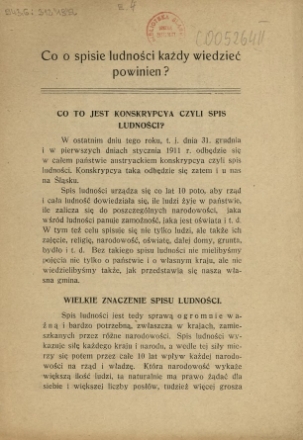 Co o spisie ludności każdy wiedzieć
powinien?
CO TO JEST KONSKRYPCYA CZYLI SPIS
LUDNOŚCI?
W ostatnim dniu tego roku, t. j. dnia 31. grudnia
i w pierwszych dniach stycznia 1911 r. odbędzie się
w całem państwie austryackiem konskrypcya czyli spis
ludności. Konskrypcya taka odbędzie się zatem i u nas
na Śląsku.
Spis ludności urządza się co lat 10 poto, aby rząd
i cała ludność dowiedziała się, ile ludzi żyje w państwie,
ile zalicza się do poszczególnych narodowości, jaka
wśród ludności panuje zamożność, jaka jest oświata i t. d.
W tym też celu spisuje się nie tylko ludzi, ale także ich
zajęcie, religię, narodowość, oświatę, dalej domy, grunta,
bydło i t. d. Bez takiego spisu ludności nie mielibyśmy
pojęcia nie tylko o państwie i o własnym kraju, ale nie
wiedzielibyśmy także, jak przedstawia się nasza własna
gmina.
WIELKIE ZNACZENIE SPISU LUDNOŚCI.
Spis ludności jest tedy sprawą ogromnie wa-
żną i bardzo potrzebną, zwłaszcza w krajach, zamie-
szkanych przez różne narodowości. Spis ludności wy-
kazuje siłę każdego kraju i narodu, a wedle tej siły mie-
rzy się potem przez całe 10 lat wpływ każdej narodo-
wości na rząd i władzę. Która narodowość wykaże
większą ilość ludzi, ta naturalnie ma prawo żądać dla
siebie i większej liczby posłów, tudzież więcej grosza